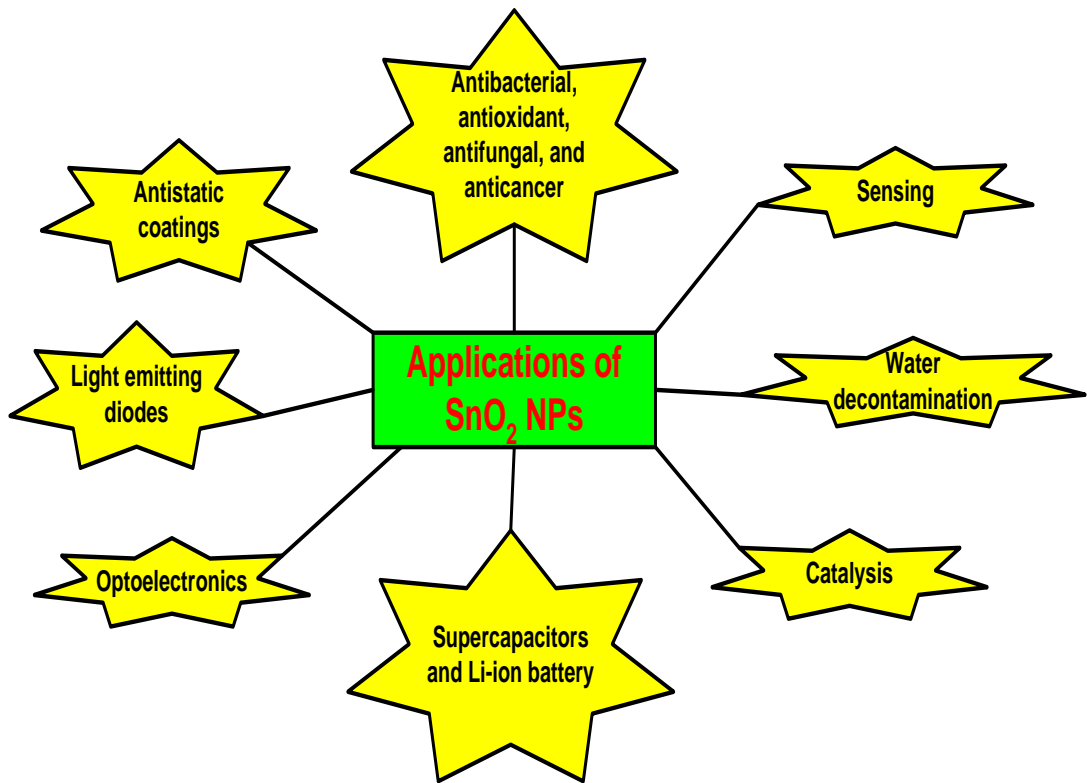 Antibacterial,
antioxidant,
antifungal, and
anticancer
Antistatic
coatings
Sensing
Applications of
SnO₂ NPs
Light emitting
diodes
Water
decontamination
Optoelectronics
Catalysis
Supercapacitors
and Li-ion battery